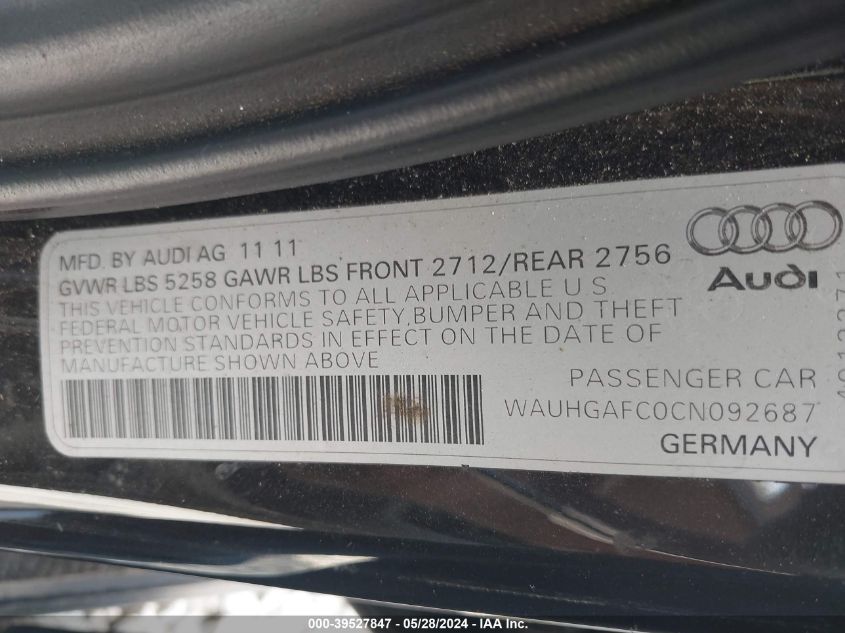 MFD. BY AUDI AG 11 11
GVWR LBS 5258 GAWR LBS FRONT 2712/REAR 2756
THIS VEHICLE CONFORMS TO ALL APPLICABLE U S
FEDERAL MOTOR VEHICLE SAFETY, BUMPER AND THEFT
PREVENTION STANDARDS IN EFFECT ON THE DATE OF
MANUFACTURE SHOWN ABOVE
Audi
PASSENGER CAR
WAUHGAFC0CN092687
GERMANY
000-39527847 - 05/28/2024 - IAA Inc.